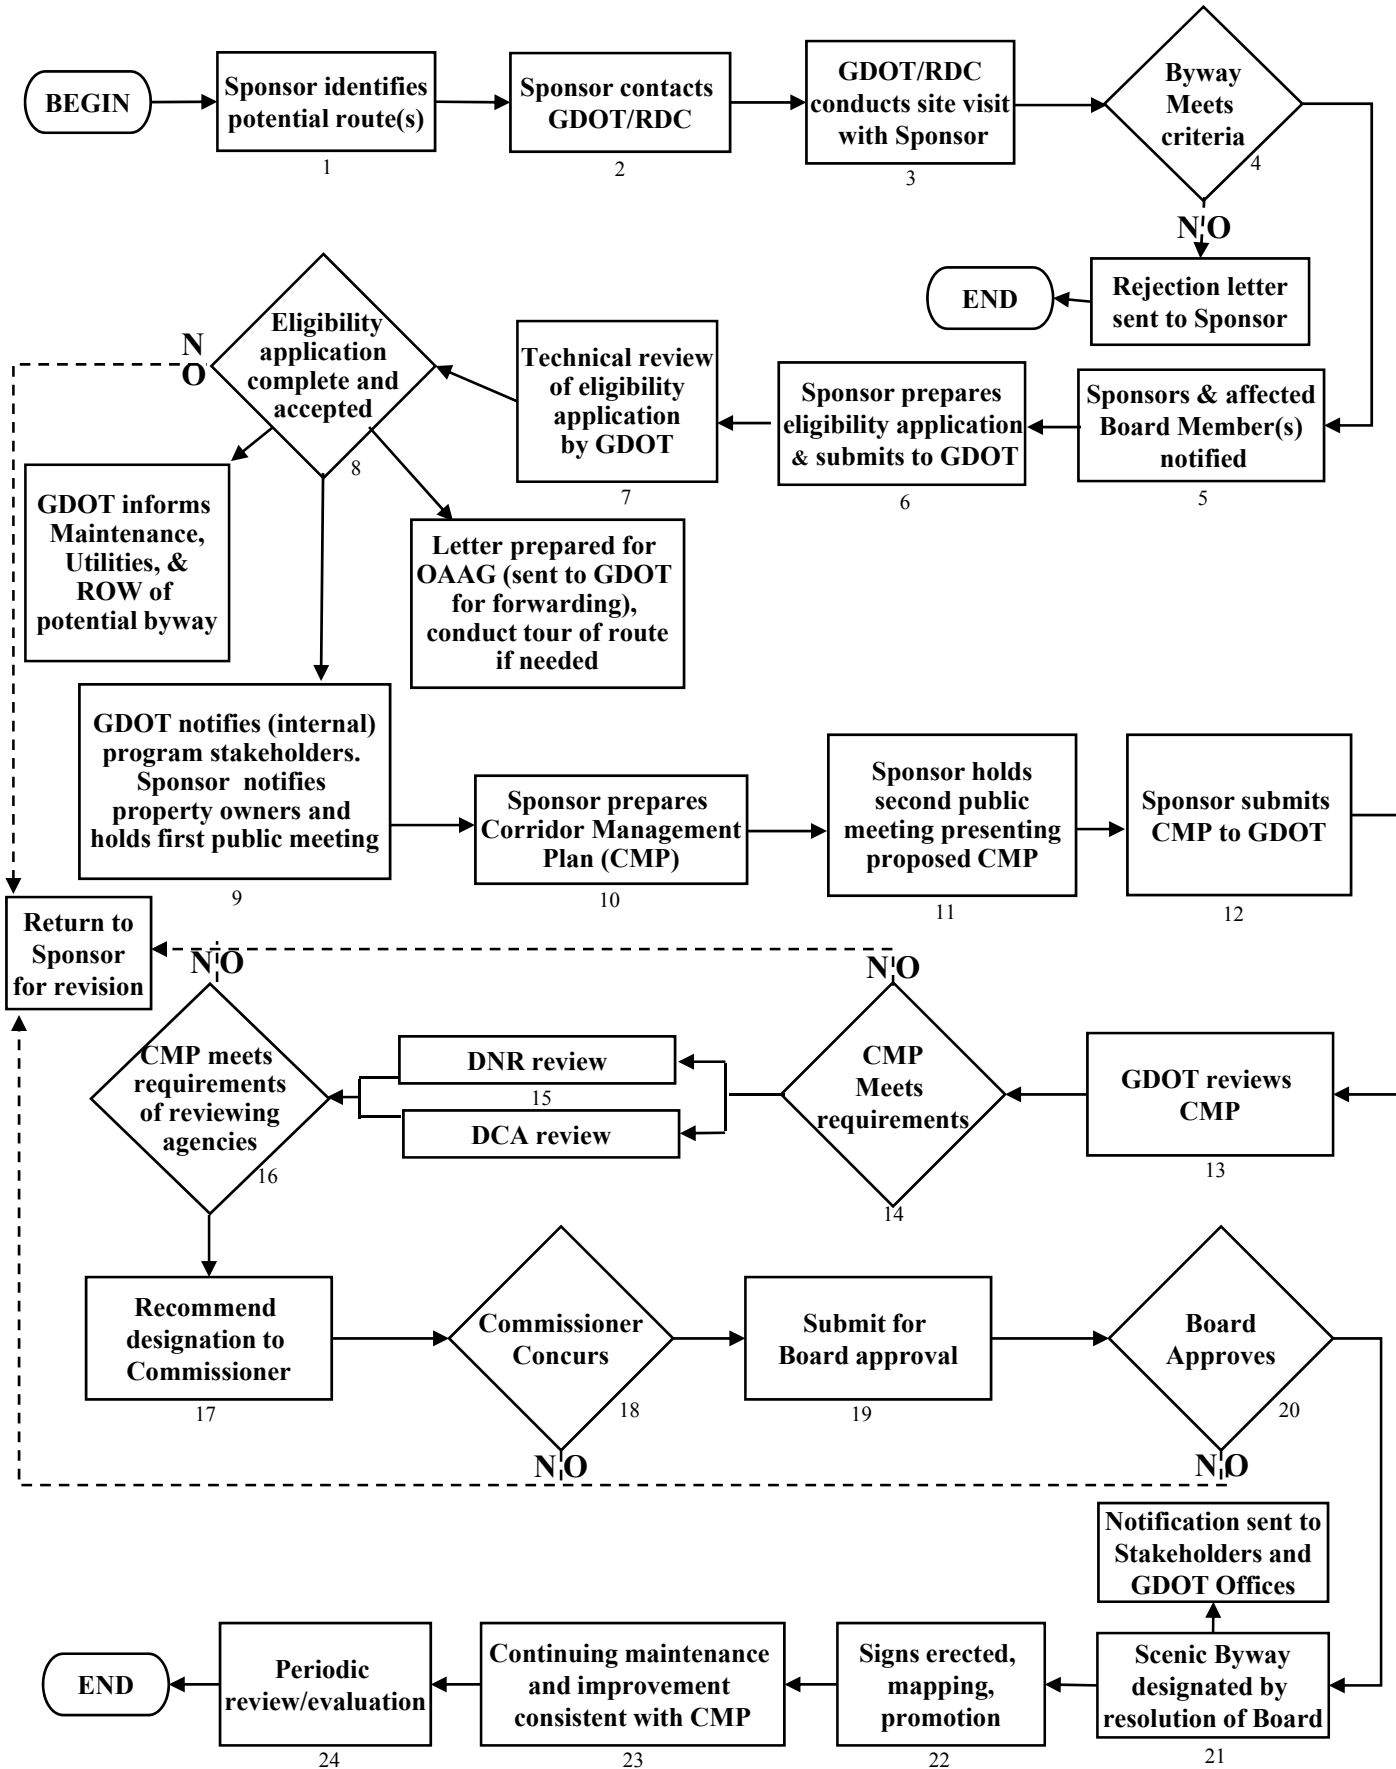 BEGIN
Sponsor identifies
potential route(s)
1
Sponsor contacts
GDOT/RDC
2
GDOT/RDC
conducts site visit
with Sponsor
3
Byway
Meets
criteria
4
NO
Rejection letter
sent to Sponsor
END
Sponsors & affected
Board Member(s)
notified
5
Sponsor prepares
eligibility application
& submits to GDOT
6
Technical review
of eligibility
application
by GDOT
7
Eligibility
application
complete and
accepted
8
N
O
GDOT informs
Maintenance,
Utilities, &
ROW of
potential byway
Letter prepared for
OAAG (sent to GDOT
for forwarding),
conduct tour of route
if needed
GDOT notifies (internal)
program stakeholders.
Sponsor notifies
property owners and
holds first public meeting
9
Sponsor prepares
Corridor Management
Plan (CMP)
10
Sponsor holds
second public
meeting presenting
proposed CMP
11
Sponsor submits
CMP to GDOT
12
Return to
Sponsor
for revision
GDOT reviews
CMP
13
NO
CMP
Meets
requirements
14
DNR review
15
DCA review
NO
CMP meets
requirements
of reviewing
agencies
16
Recommend
designation to
Commissioner
17
Commissioner
Concurs
18
NO
Submit for
Board approval
19
Board
Approves
20
NO
Notification sent to
Stakeholders and
GDOT Offices
Scenic Byway
designated by
resolution of Board
21
Signs erected,
mapping,
promotion
22
Continuing maintenance
and improvement
consistent with CMP
23
Periodic
review/evaluation
24
END